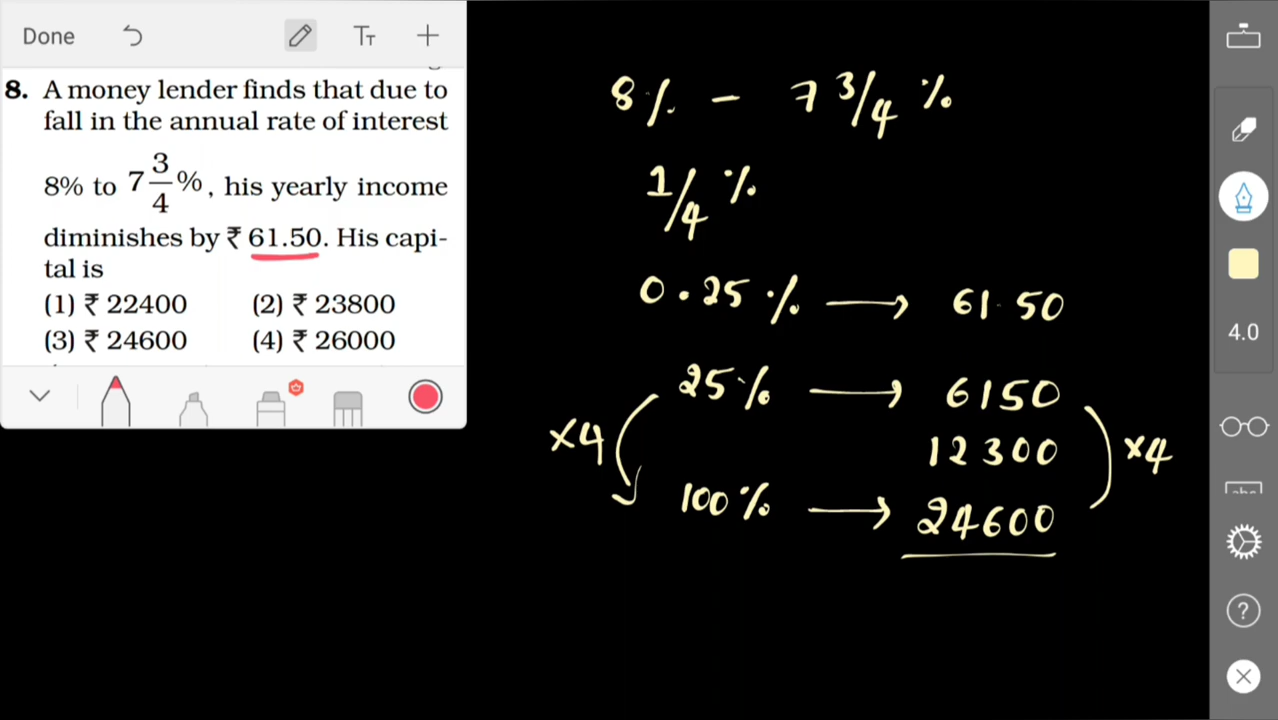 Done
8. A money lender finds that due to
fall in the annual rate of interest
8% to 7 3/4 %, his yearly income
diminishes by ₹ 61.50. His capi-
tal is
(1) ₹ 22400 (2) ₹ 23800
(3) ₹ 24600 (4) ₹ 26000
8% - 7 3/4 %
1/4 %
0.25% → 61.50
25% → 6150
×4 12300 ×4
100% → 24600
4.0
abc